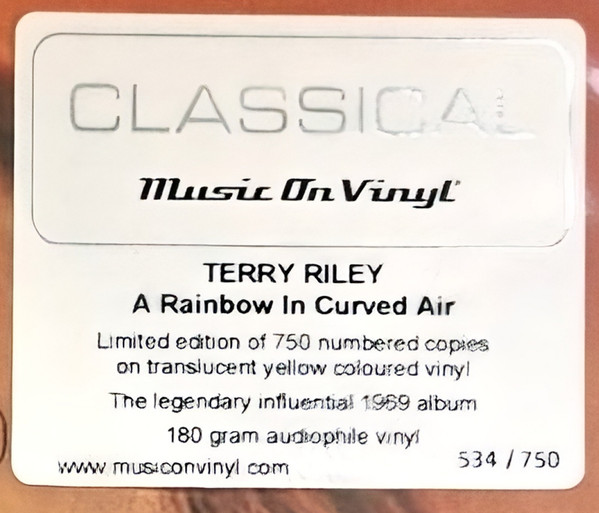 CLASSICAL
Music On Vinyl®
TERRY RILEY
A Rainbow In Curved Air
Limited edition of 750 numbered copies
on translucent yellow coloured vinyl
The legendary influential 1969 album
180 gram audiophile vinyl
www.musiconvinyl.com
534 / 750